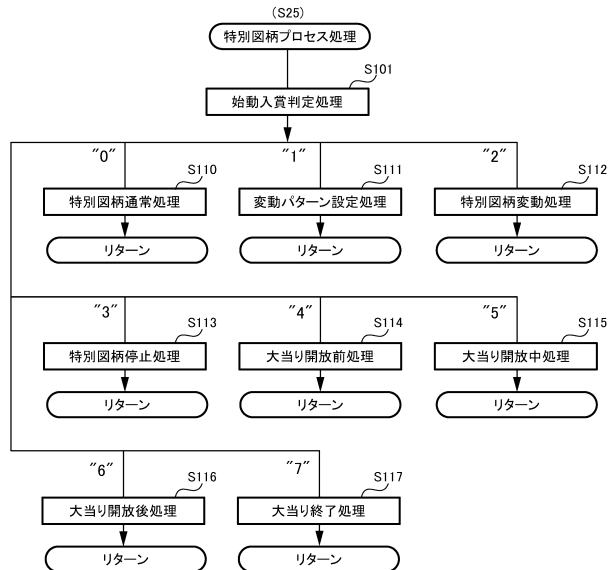 (S25)
特別図柄プロセス処理
S101
始動入賞判定処理
"0"
"1"
"2"
S110
S111
S112
特別図柄通常処理
変動パターン設定処理
特別図柄変動処理
リターン
リターン
リターン
"3"
"4"
"5"
S113
S114
S115
特別図柄停止処理
大当り開放前処理
大当り開放中処理
リターン
リターン
リターン
"6"
"7"
S116
S117
大当り開放後処理
大当り終了処理
リターン
リターン